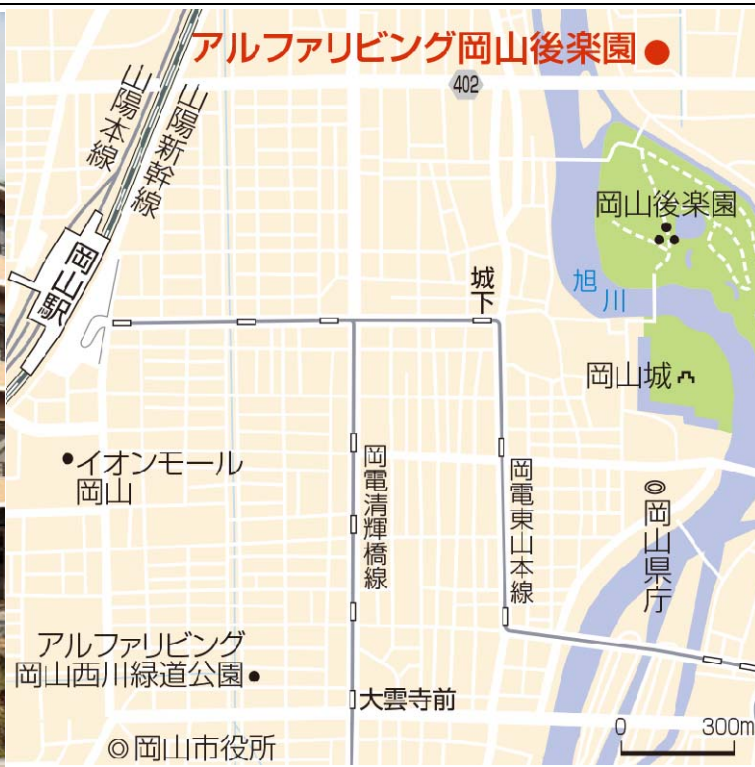 アルファリビング岡山後楽園
402
山陽本線
山陽新幹線
岡山駅
岡山後楽園
旭川
城下
岡山城
イオンモール
岡山
岡電清輝橋線
岡電東山本線
岡山県庁
アルファリビング
岡山西川緑道公園
大雲寺前
岡山市役所
0 300m